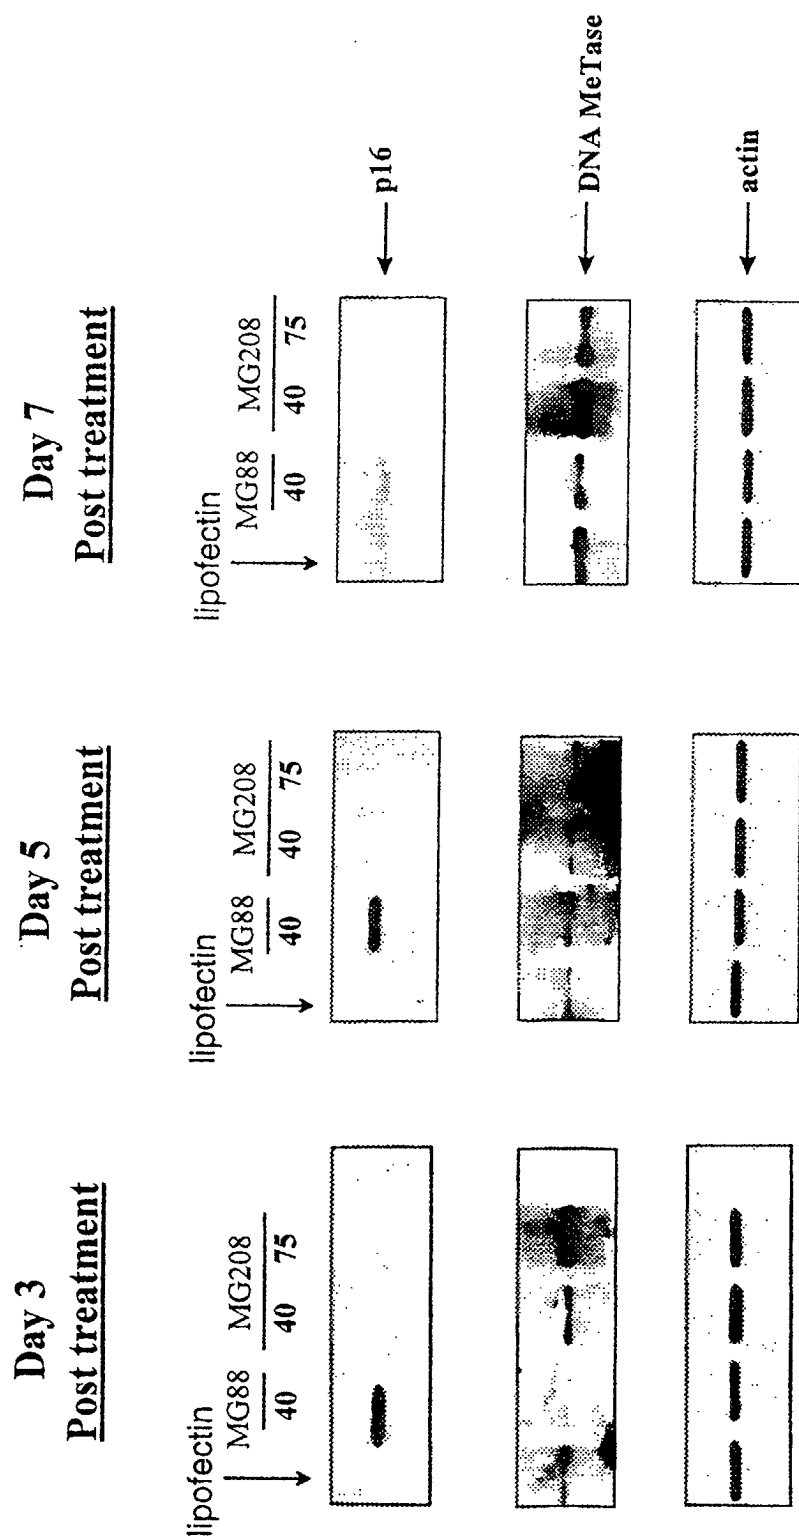 Day 3
Post treatment
lipofectin
MG88 MG208
40 40 75
Day 5
Post treatment
lipofectin
MG88 MG208
40 40 75
Day 7
Post treatment
lipofectin
MG88 MG208
40 40 75
p16
DNA MeTase
actin